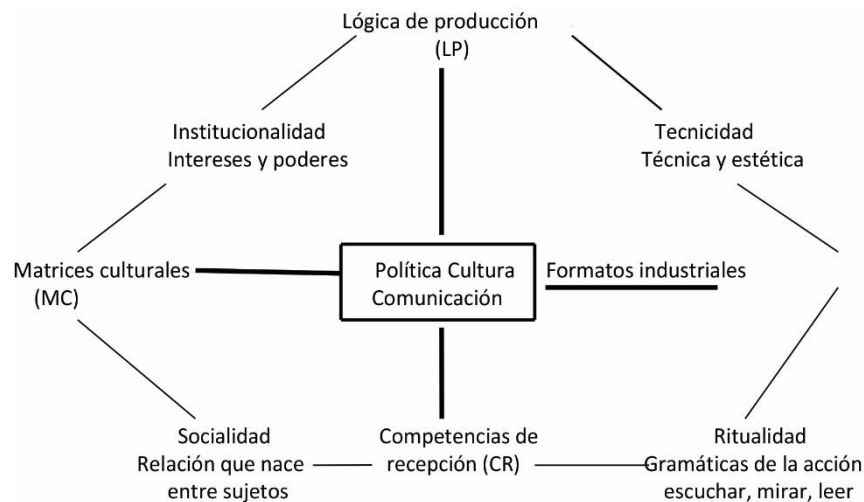 Lógica de producción
(LP)
Institucionalidad
Intereses y poderes
Tecnicidad
Técnica y estética
Matrices culturales
(MC)
Política Cultura
Comunicación
Formatos industriales
Socialidad
Relación que nace
entre sujetos
Competencias de
recepción (CR)
Ritualidad
Gramáticas de la acción
escuchar, mirar, leer